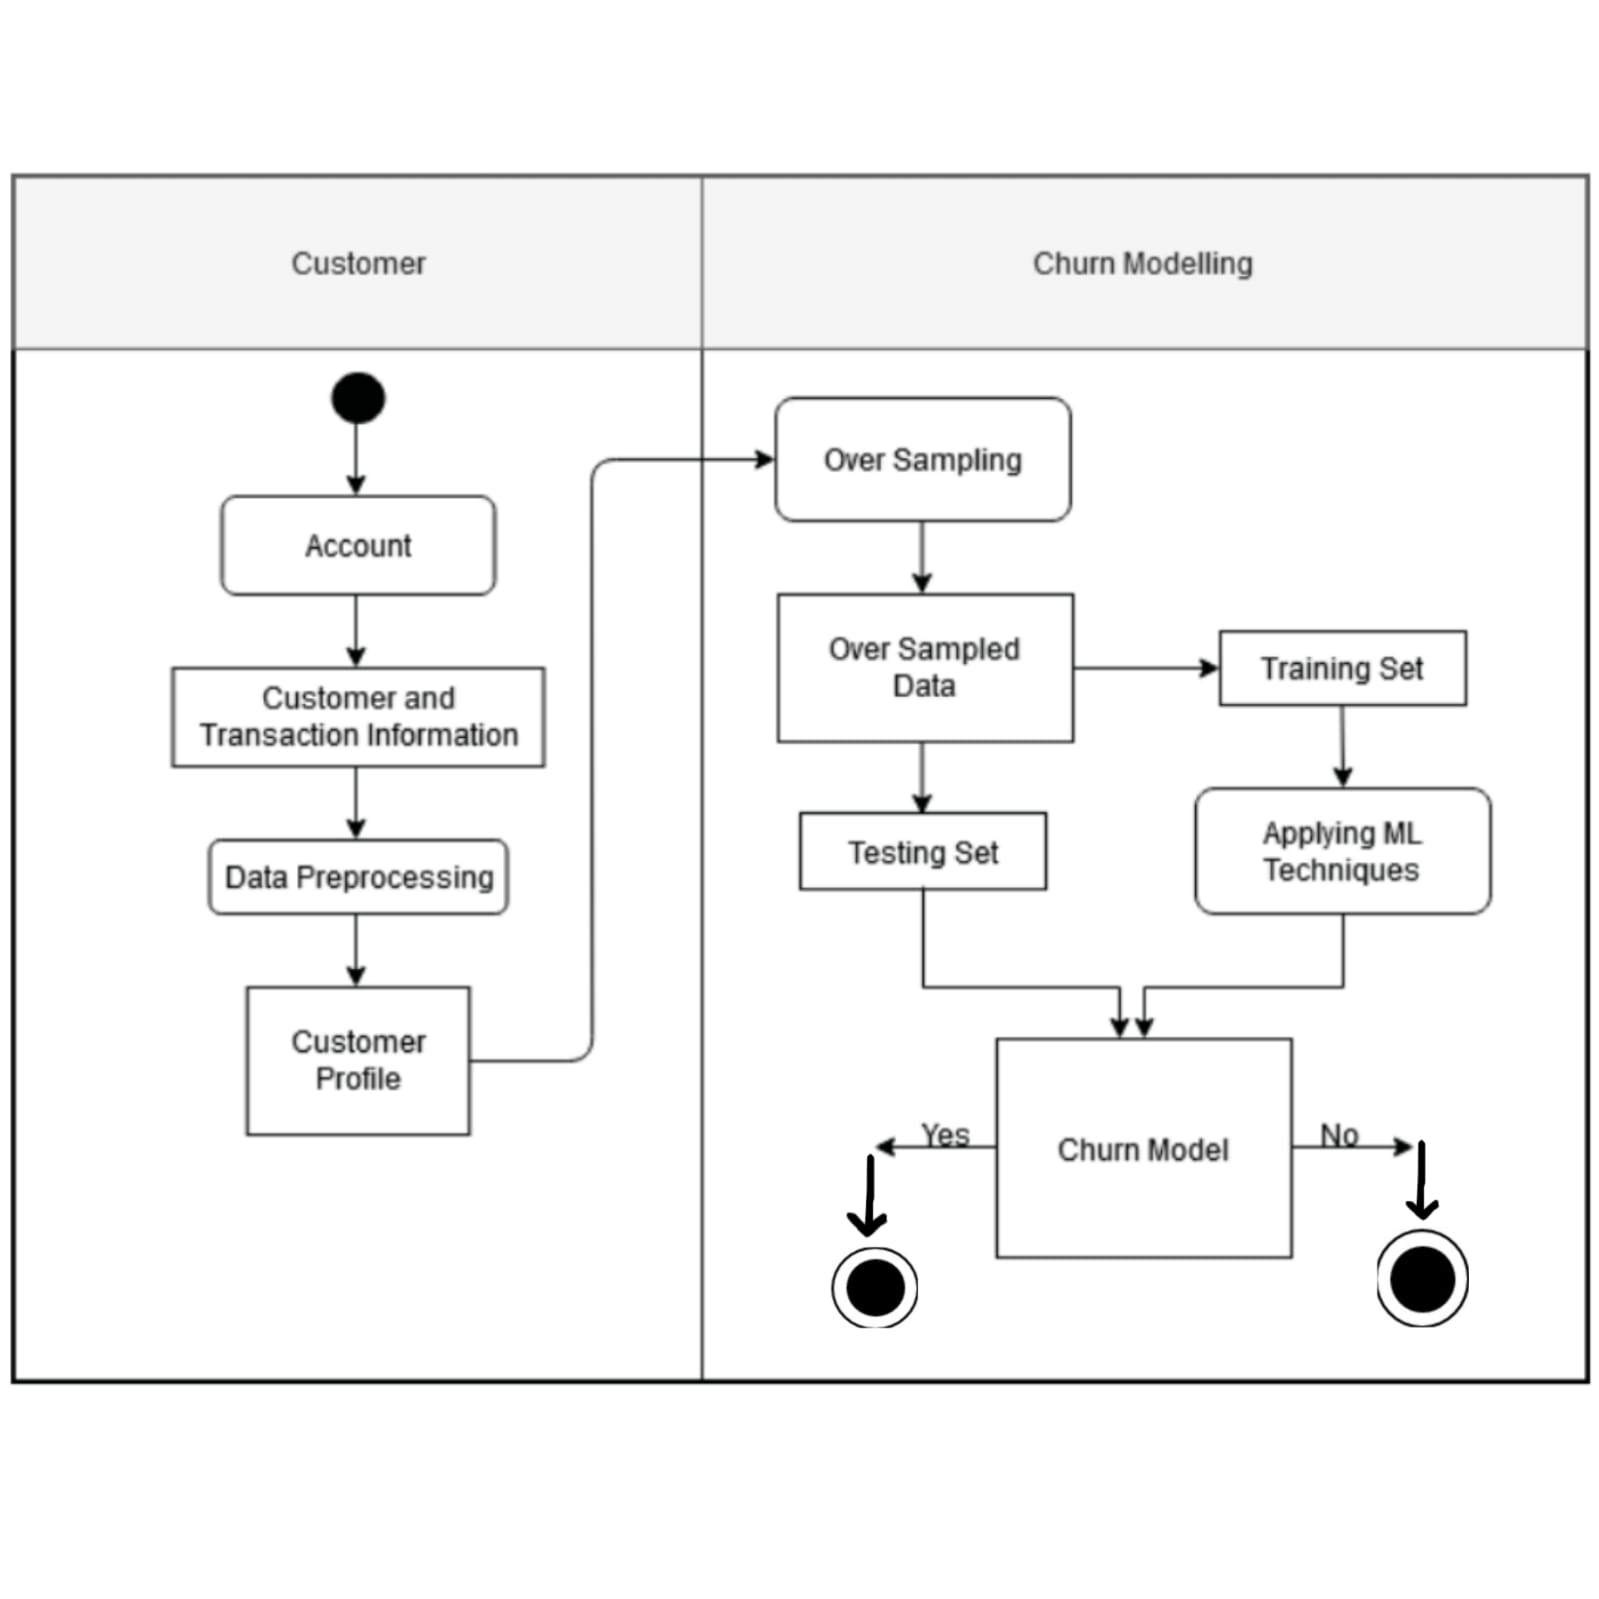 Customer
Churn Modelling
Account
Customer and
Transaction Information
Data Preprocessing
Customer
Profile
Over Sampling
Over Sampled
Data
Training Set
Testing Set
Applying ML
Techniques
Churn Model
Yes
No